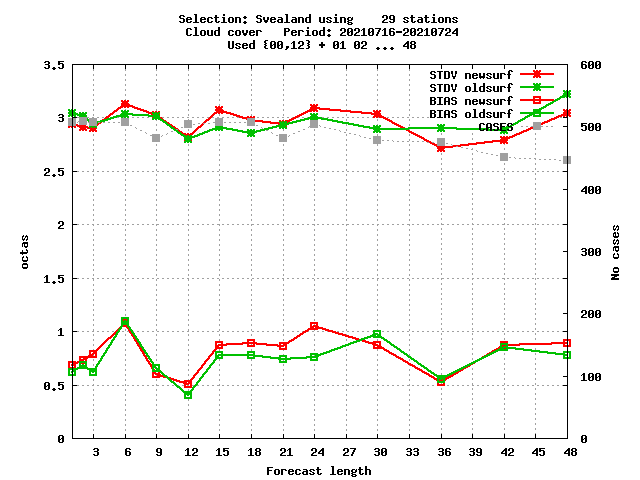 Selection: Svealand using    29 stations
Cloud cover   Period: 20210716-20210724
Used {00,12} + 01 02 ... 48
3.5
3
2.5
2
1.5
1
0.5
0
600
500
400
300
200
100
0
octas
No cases
STDV newsurf
STDV oldsurf
BIAS newsurf
BIAS oldsurf
CASES
3 6 9 12 15 18 21 24 27 30 33 36 39 42 45 48
Forecast length